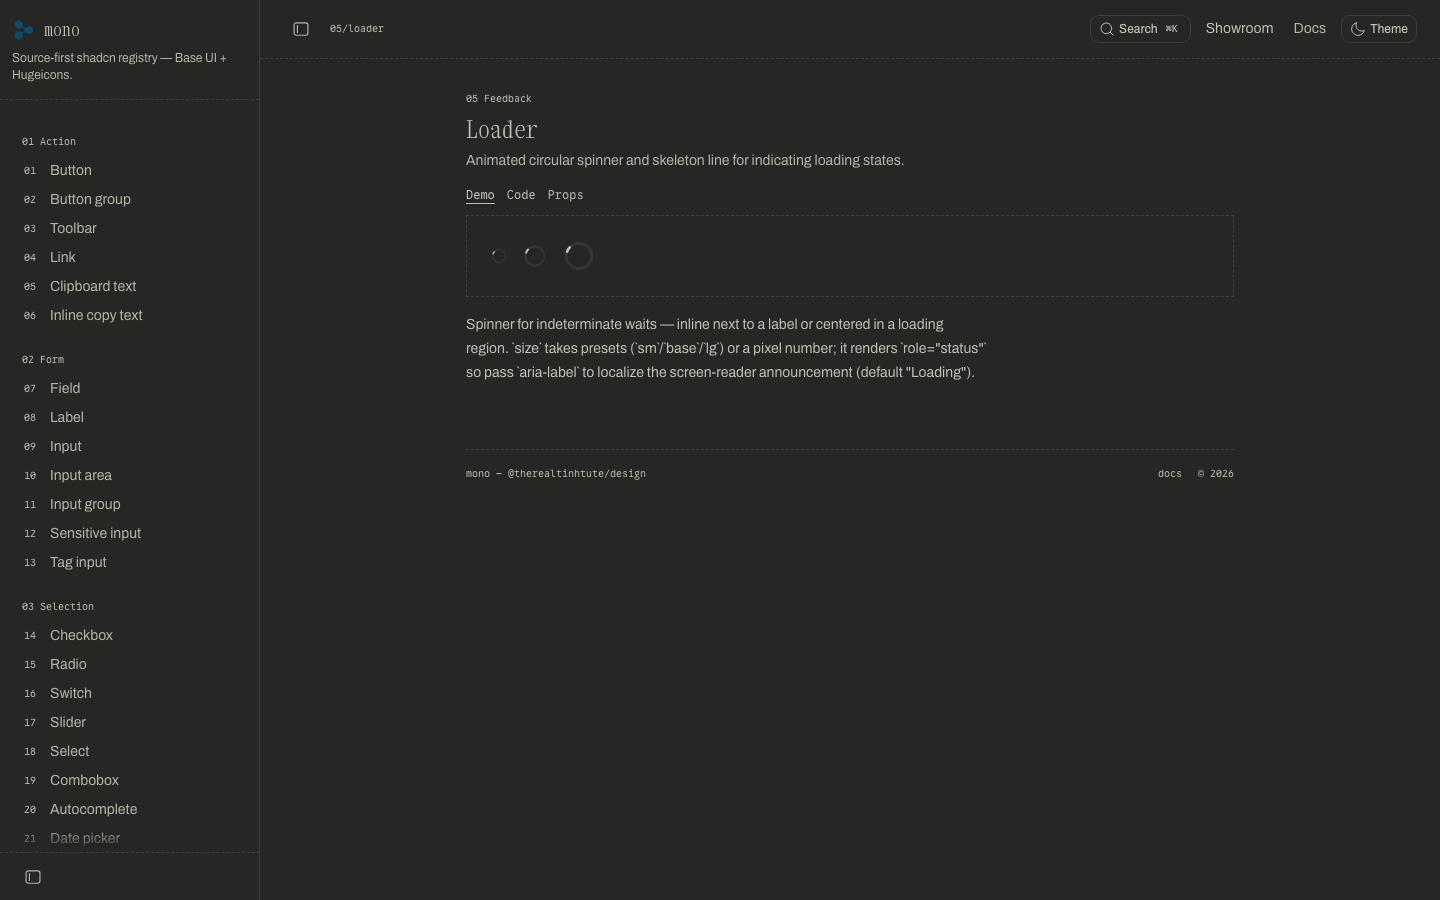 mono
Source-first shadcn registry — Base UI +
Hugeicons.
01 Action
01 Button
02 Button group
03 Toolbar
04 Link
05 Clipboard text
06 Inline copy text
02 Form
07 Field
08 Label
09 Input
10 Input area
11 Input group
12 Sensitive input
13 Tag input
03 Selection
14 Checkbox
15 Radio
16 Switch
17 Slider
18 Select
19 Combobox
20 Autocomplete
21 Date picker
05/loader
Search ⌘K
Showroom
Docs
Theme
05 Feedback
Loader
Animated circular spinner and skeleton line for indicating loading states.
Demo Code Props
Spinner for indeterminate waits — inline next to a label or centered in a loading
region. `size` takes presets (`sm`/`base`/`lg`) or a pixel number; it renders `role="status"`
so pass `aria-label` to localize the screen-reader announcement (default "Loading").
mono — @therealtinhtute/design
docs © 2026